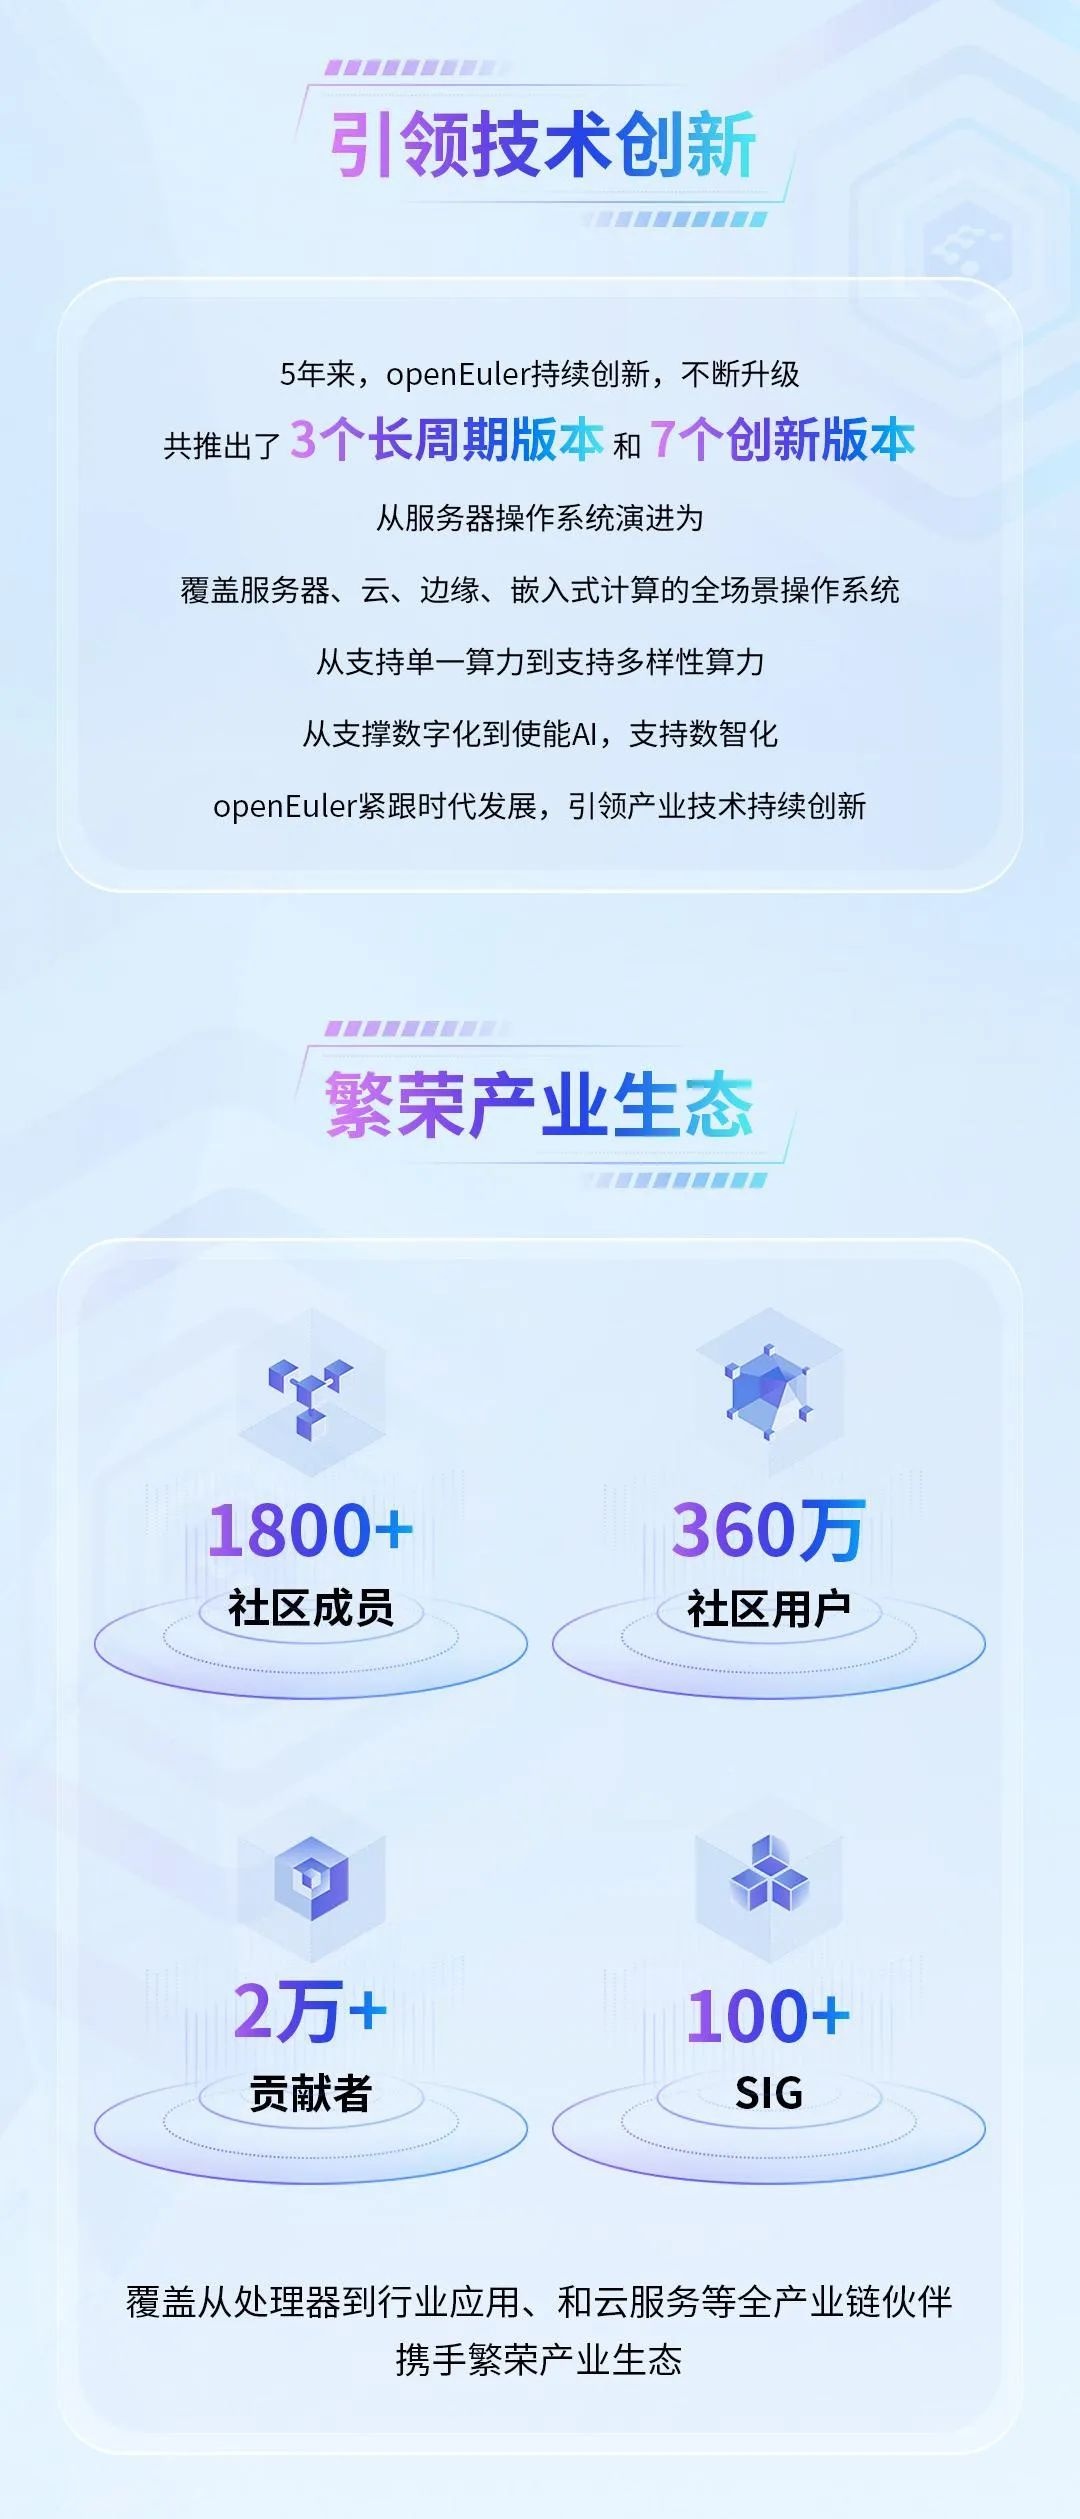 引领技术创新
5年来，openEuler持续创新，不断升级
共推出了 3个长周期版本 和 7个创新版本
从服务器操作系统演进为
覆盖服务器、云、边缘、嵌入式计算的全场景操作系统
从支持单一算力到支持多样性算力
从支撑数字化到使能AI，支持数智化
openEuler紧跟时代发展，引领产业技术持续创新
繁荣产业生态
1800+
社区成员
360万
社区用户
2万+
贡献者
100+
SIG
覆盖从处理器到行业应用、和云服务等全产业链伙伴
携手繁荣产业生态